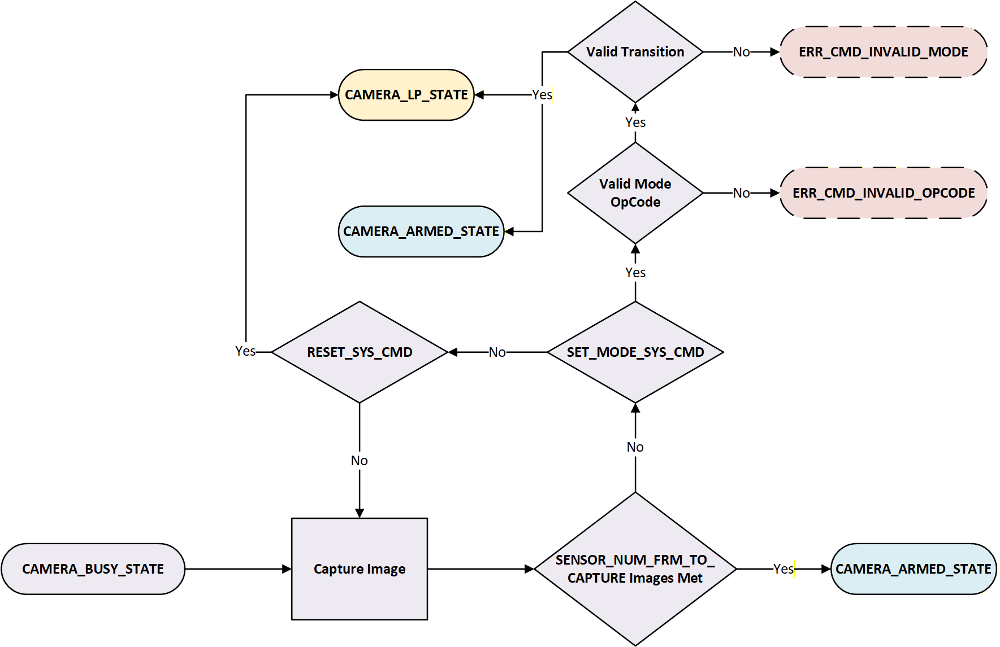 Valid Transition
No
ERR_CMD_INVALID_MODE
CAMERA_LP_STATE
Yes
Yes
Valid Mode
OpCode
No
ERR_CMD_INVALID_OPCODE
CAMERA_ARMED_STATE
Yes
Yes
RESET_SYS_CMD
No
SET_MODE_SYS_CMD
No
No
CAMERA_BUSY_STATE
Capture Image
SENSOR_NUM_FRM_TO_
CAPTURE Images Met
Yes
CAMERA_ARMED_STATE